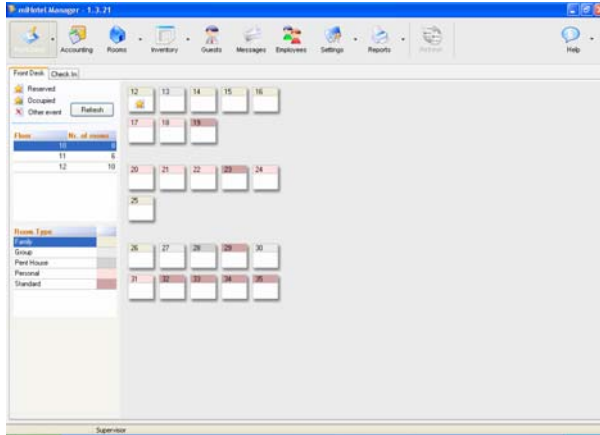 mHotel.Manager - 1.3.21
Accounting Rooms Inventory Guests Messages Employees Settings Reports Help
Front Desk Check In
Reserved
Occupied
Other event
Refresh
Floor Nr. of rooms
10 8
11 6
12 10
Room Type
Family
Group
Pent House
Personal
Standard
12 13 14 15 16
17 18 19
20 21 22 23 24
25
26 27 28 29 30
31 32 33 34 35
Supervisor